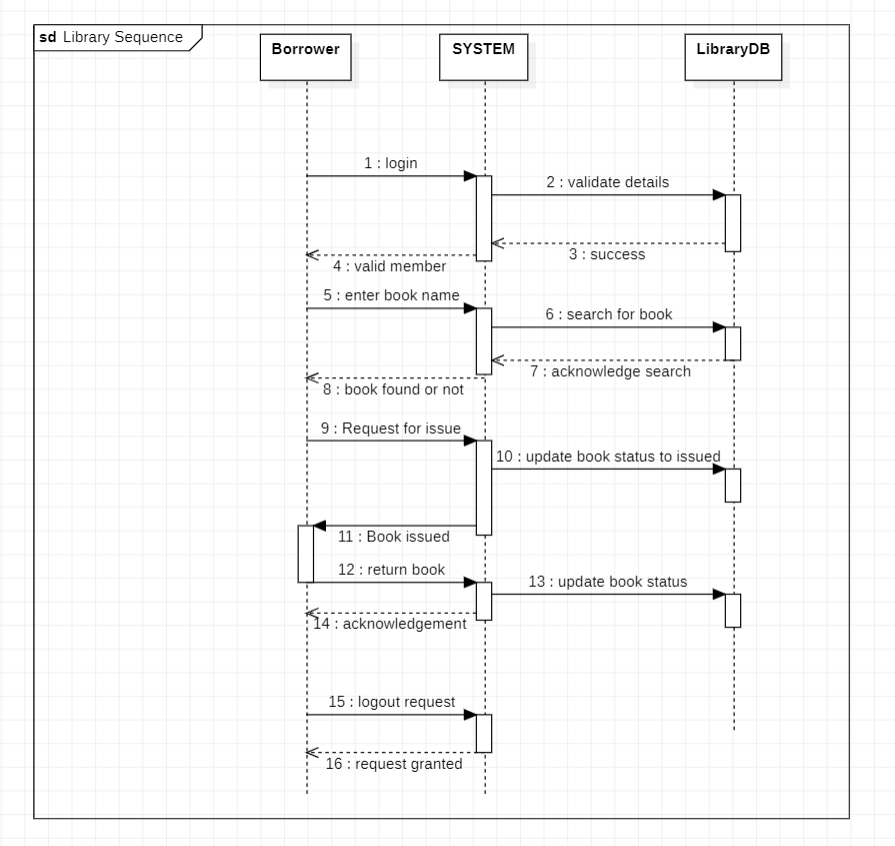 sd Library Sequence
Borrower
SYSTEM
LibraryDB
1 : login
2 : validate details
3 : success
4 : valid member
5 : enter book name
6 : search for book
7 : acknowledge search
8 : book found or not
9 : Request for issue
10 : update book status to issued
11 : Book issued
12 : return book
13 : update book status
14 : acknowledgement
15 : logout request
16 : request granted